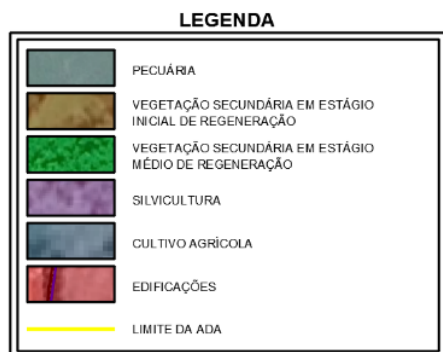 LEGENDA
PECUÁRIA
VEGETAÇÃO SECUNDÁRIA EM ESTÁGIO
INICIAL DE REGENERAÇÃO
VEGETAÇÃO SECUNDÁRIA EM ESTÁGIO
MÉDIO DE REGENERAÇÃO
SILVICULTURA
CULTIVO AGRÍCOLA
EDIFICAÇÕES
LIMITE DA ADA